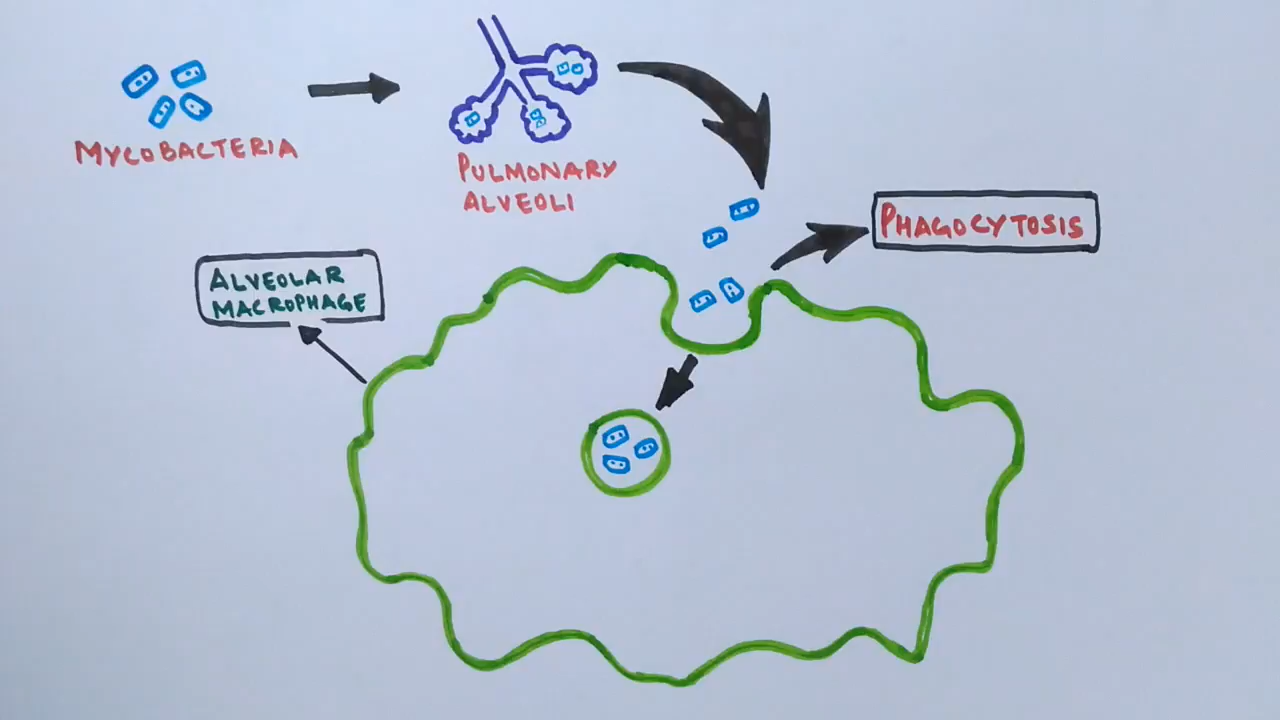 MYCOBACTERIA
PULMONARY
ALVEOLI
PHAGOCYTOSIS
ALVEOLAR
MACROPHAGE